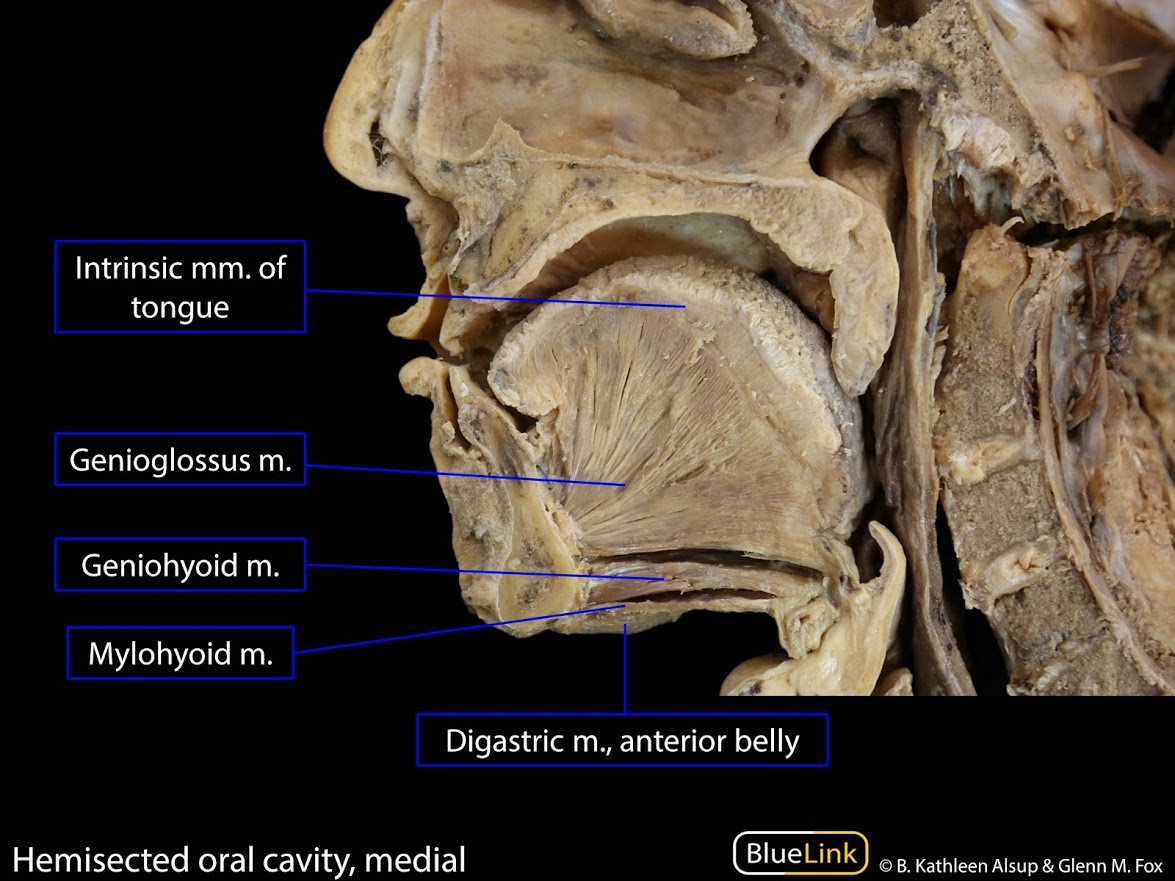 Intrinsic mm. of
tongue
Genioglossus m.
Geniohyoid m.
Mylohyoid m.
Digastric m., anterior belly
Hemisected oral cavity, medial
BlueLink
© B. Kathleen Alsup & Glenn M. Fox